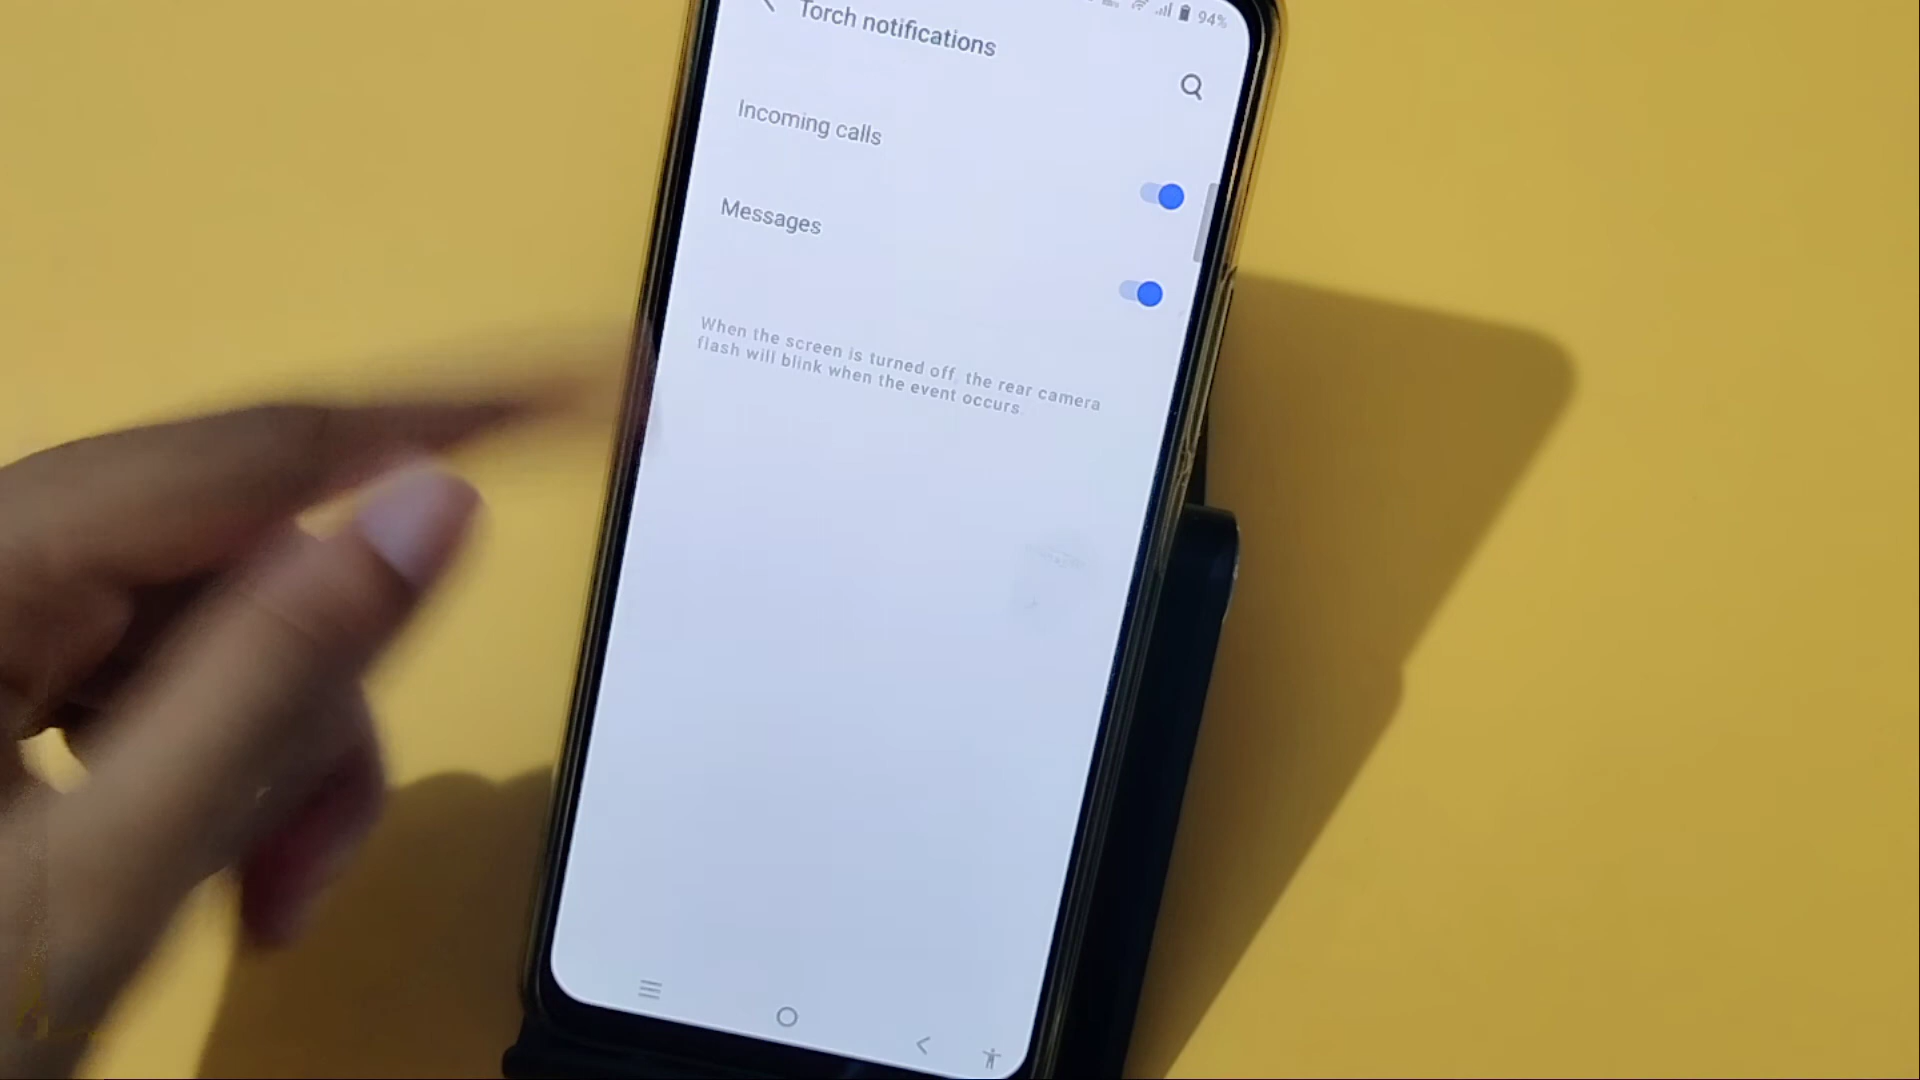 94%
Torch notifications
Incoming calls
Messages
When the screen is turned off, the rear camera
flash will blink when the event occurs.